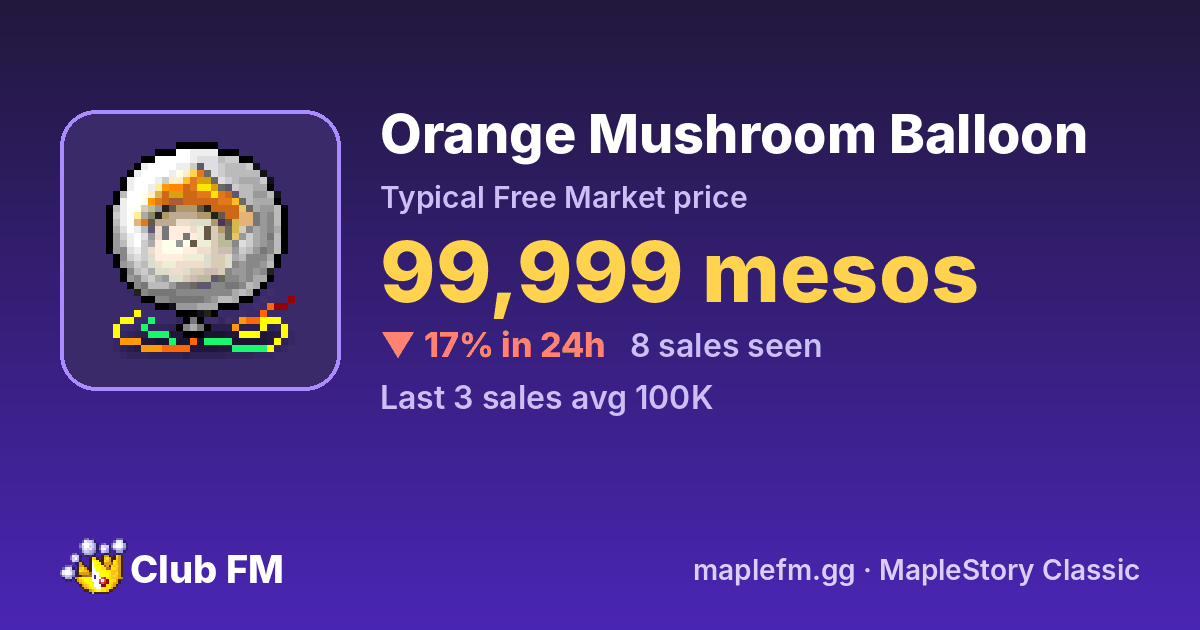 Orange Mushroom Balloon
Typical Free Market price
99,999 mesos
▼ 17% in 24h 8 sales seen
Last 3 sales avg 100K
Club FM
maplefm.gg · MapleStory Classic